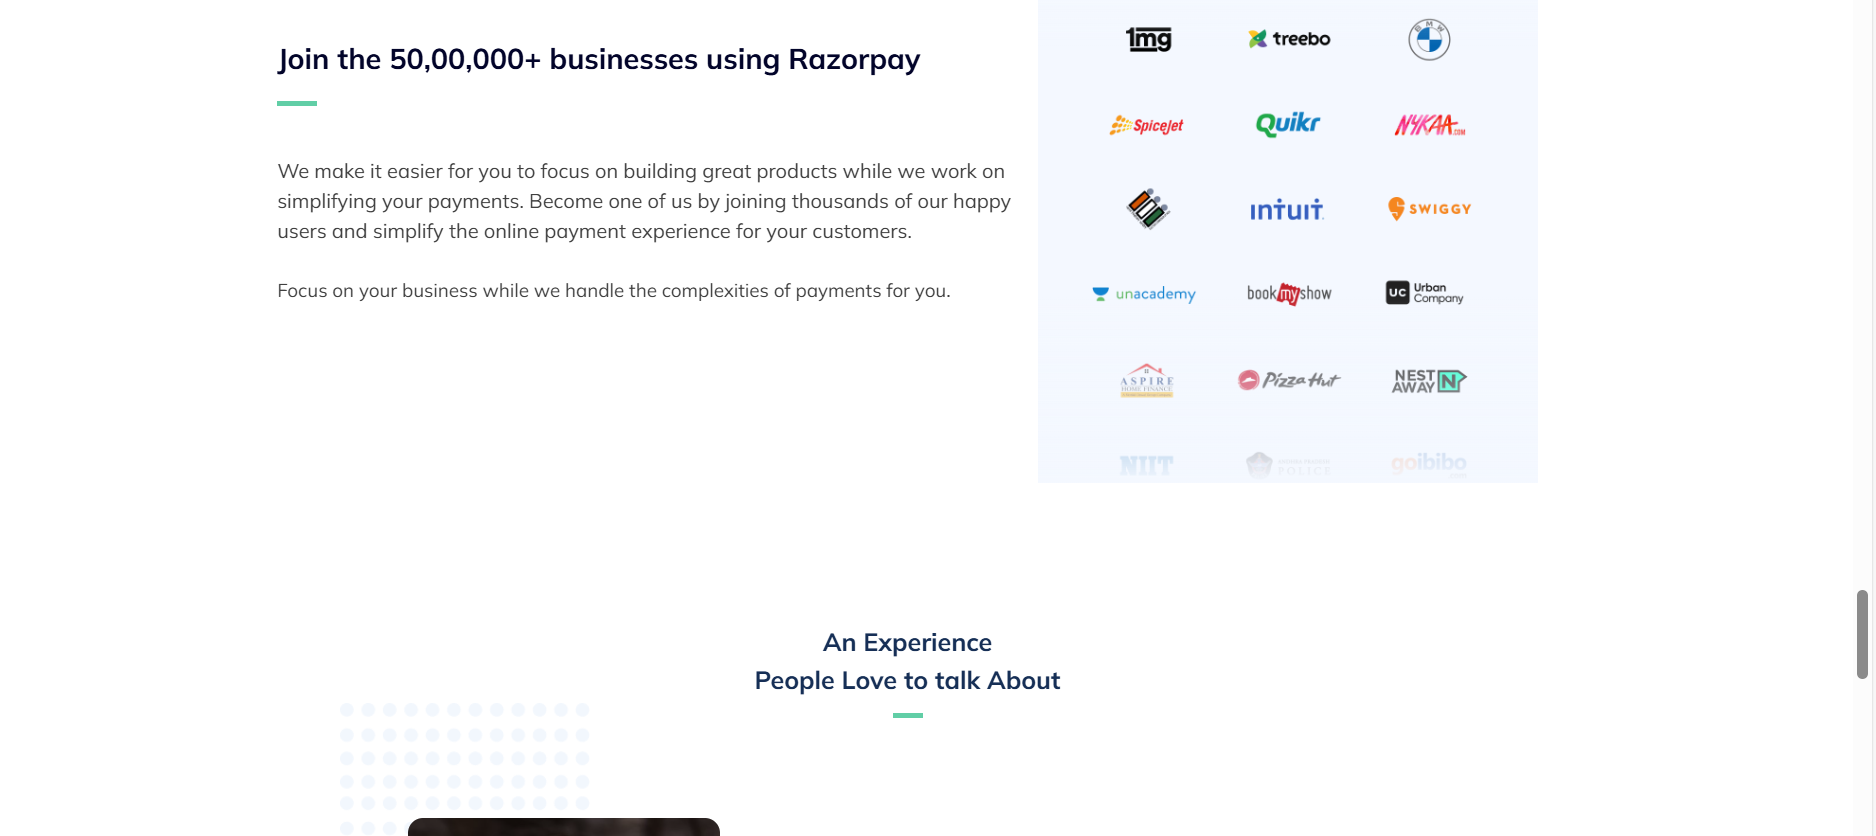 Join the 50,00,000+ businesses using Razorpay
We make it easier for you to focus on building great products while we work on
simplifying your payments. Become one of us by joining thousands of our happy
users and simplify the online payment experience for your customers.
Focus on your business while we handle the complexities of payments for you.
1mg
treebo
BMW
SpiceJet
Quikr
NYKAA.COM
intuit
SWIGGY
unacademy
bookmyshow
UC Urban
Company
ASPIRE
HOME FINANCE
Pizza Hut
NEST
AWAY N
NIIT
POLICE
goibibo
An Experience
People Love to talk About